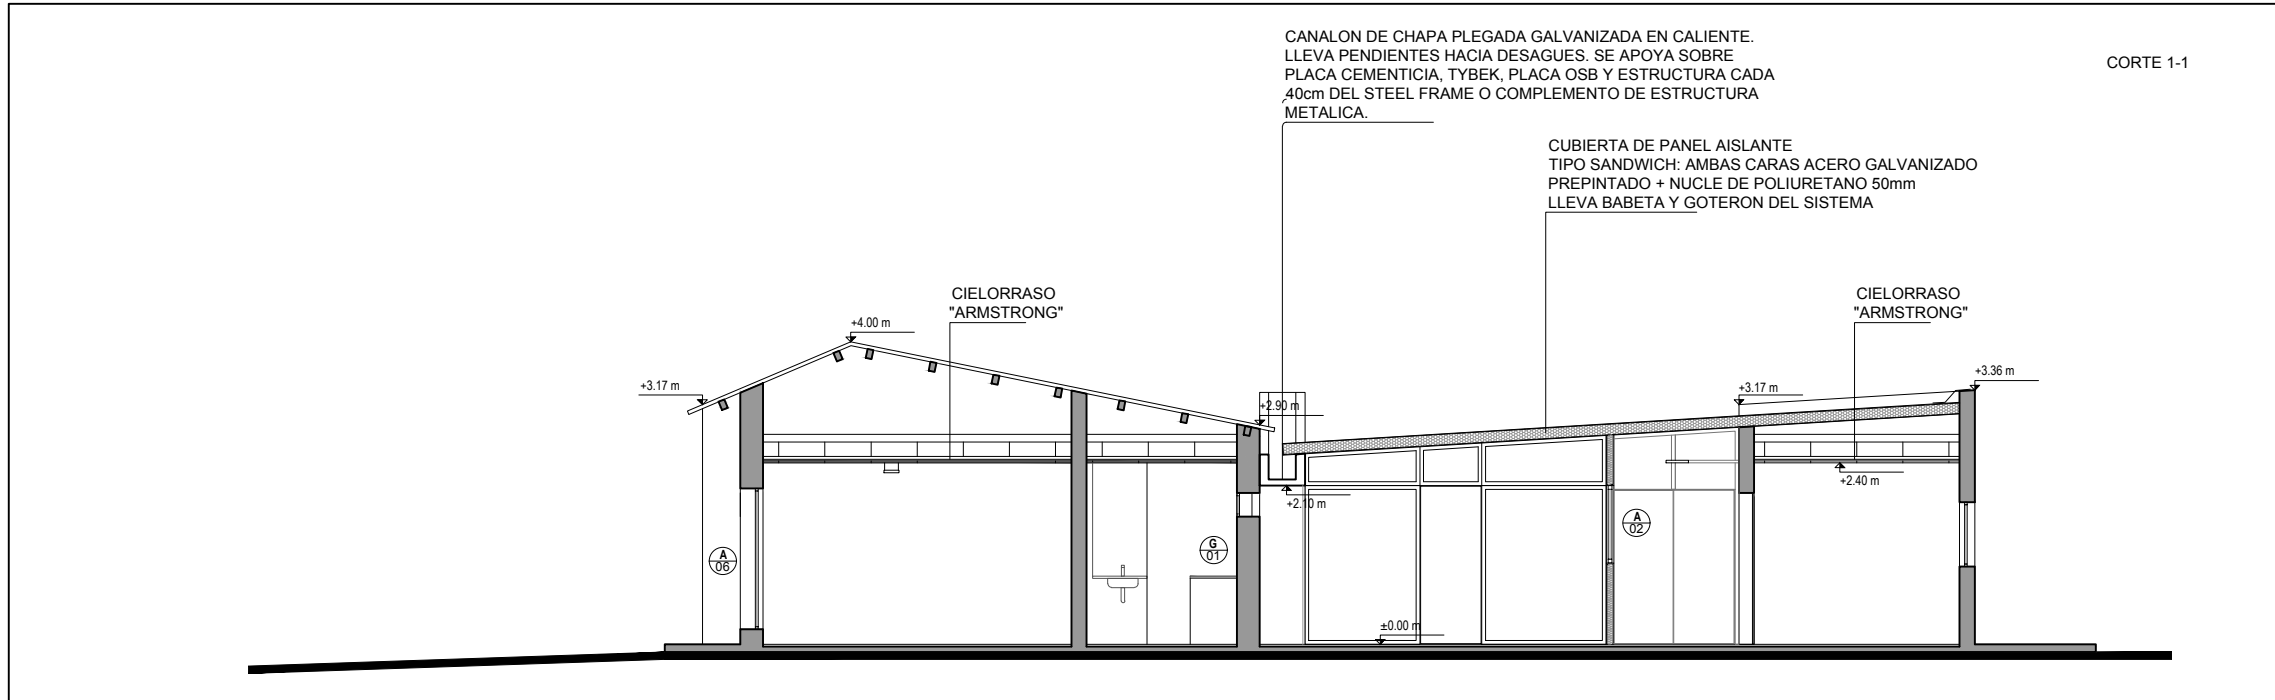 CANALON DE CHAPA PLEGADA GALVANIZADA EN CALIENTE.
LLEVA PENDIENTES HACIA DESAGUES. SE APOYA SOBRE
PLACA CEMENTICIA, TYBEK, PLACA OSB Y ESTRUCTURA CADA
40cm DEL STEEL FRAME O COMPLEMENTO DE ESTRUCTURA
METALICA.
CORTE 1-1
CUBIERTA DE PANEL AISLANTE
TIPO SANDWICH: AMBAS CARAS ACERO GALVANIZADO
PREPINTADO + NUCLE DE POLIURETANO 50mm
LLEVA BABETA Y GOTERON DEL SISTEMA
CIELORRASO
"ARMSTRONG"
CIELORRASO
"ARMSTRONG"
+4.00 m
+3.17 m
+2.90 m
+3.17 m
+3.36 m
+2.40 m
+2.10 m
A
06
G
01
A
02
±0.00 m